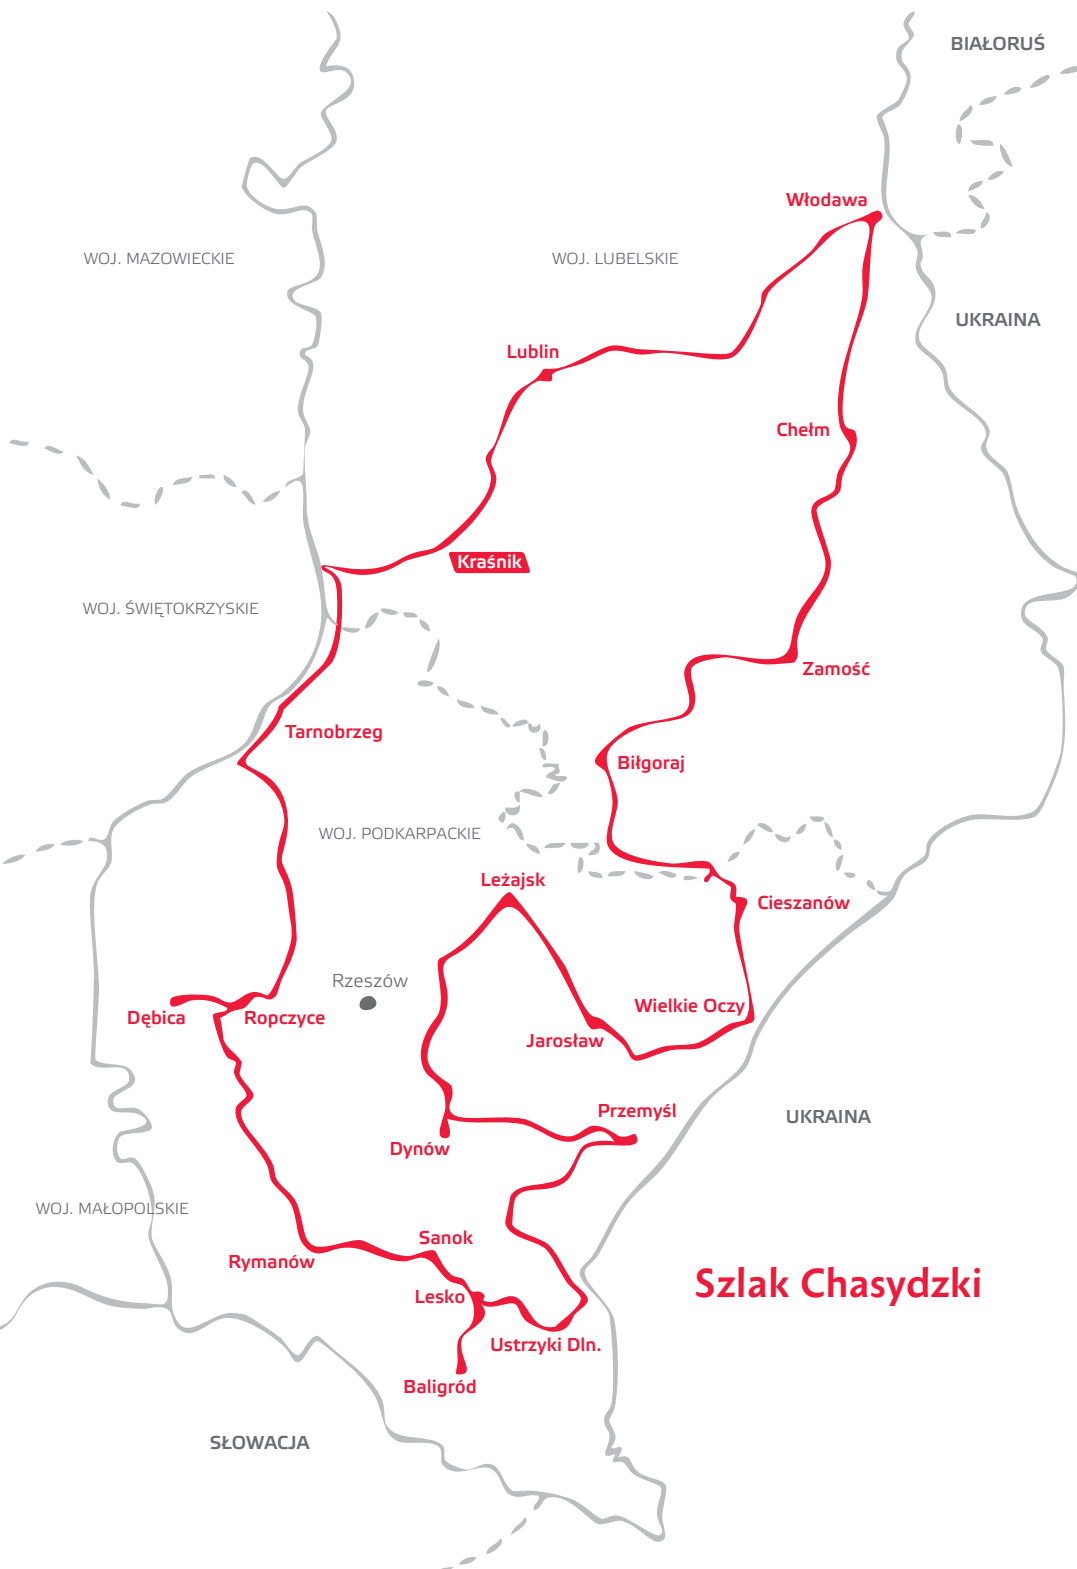 BIAŁORUŚ
Włodawa
WOJ. MAZOWIECKIE
WOJ. LUBELSKIE
UKRAINA
Lublin
Chełm
Kraśnik
WOJ. ŚWIĘTOKRZYSKIE
Zamość
Tarnobrzeg
Biłgoraj
WOJ. PODKARPACKIE
Leżajsk
Cieszanów
Rzeszów
Wielkie Oczy
Dębica
Ropczyce
Jarosław
Przemyśl
UKRAINA
Dynów
WOJ. MAŁOPOLSKIE
Sanok
Rymanów
Szlak Chasydzki
Lesko
Ustrzyki Dln.
Baligród
SŁOWACJA